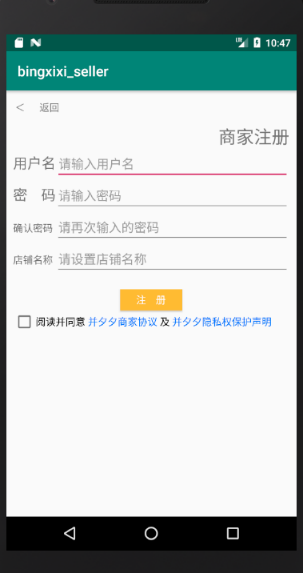 10:47
bingxixi_seller
< 返回
商家注册
用户名 请输入用户名
密 码 请输入密码
确认密码 请再次输入的密码
店铺名称 请设置店铺名称
注 册
阅读并同意 并夕夕商家协议 及 并夕夕隐私权保护声明